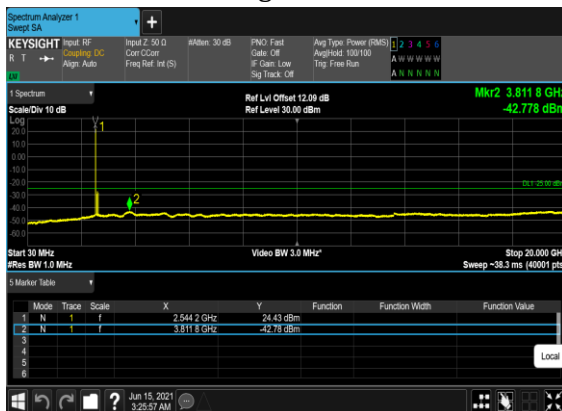 Spectrum Analyzer 1
Swept SA
+
KEYSIGHT Input: RF Input Z: 50 Ω #Atten: 30 dB PNO: Fast Avg Type: Power (RMS) 1 2 3 4 5 6
R T Coupling: DC Corr CCorr Gate: Off Avg|Hold: 100/100 A W W W W W
Align: Auto Freq Ref: Int (S) IF Gain: Low Trig: Free Run
LXI Sig Track: Off A N N N N N
1 Spectrum
Ref Lvl Offset 12.09 dB Mkr2 3.811 8 GHz
Scale/Div 10 dB Ref Level 30.00 dBm -42.778 dBm
Log
1
20.0
10.0
0.00
-10.0
-20.0
DL1 -25.00 dBm
-30.0
2
-40.0
-50.0
-60.0
Start 30 MHz Video BW 3.0 MHz* Stop 20.000 GHz
#Res BW 1.0 MHz Sweep ~38.3 ms (40001 pts)
5 Marker Table
Mode Trace Scale X Y Function Function Width Function Value
1 N 1 f 2.544 2 GHz 24.43 dBm
2 N 1 f 3.811 8 GHz -42.78 dBm
3
4
5
6
Local
? Jun 15, 2021
3:25:57 AM